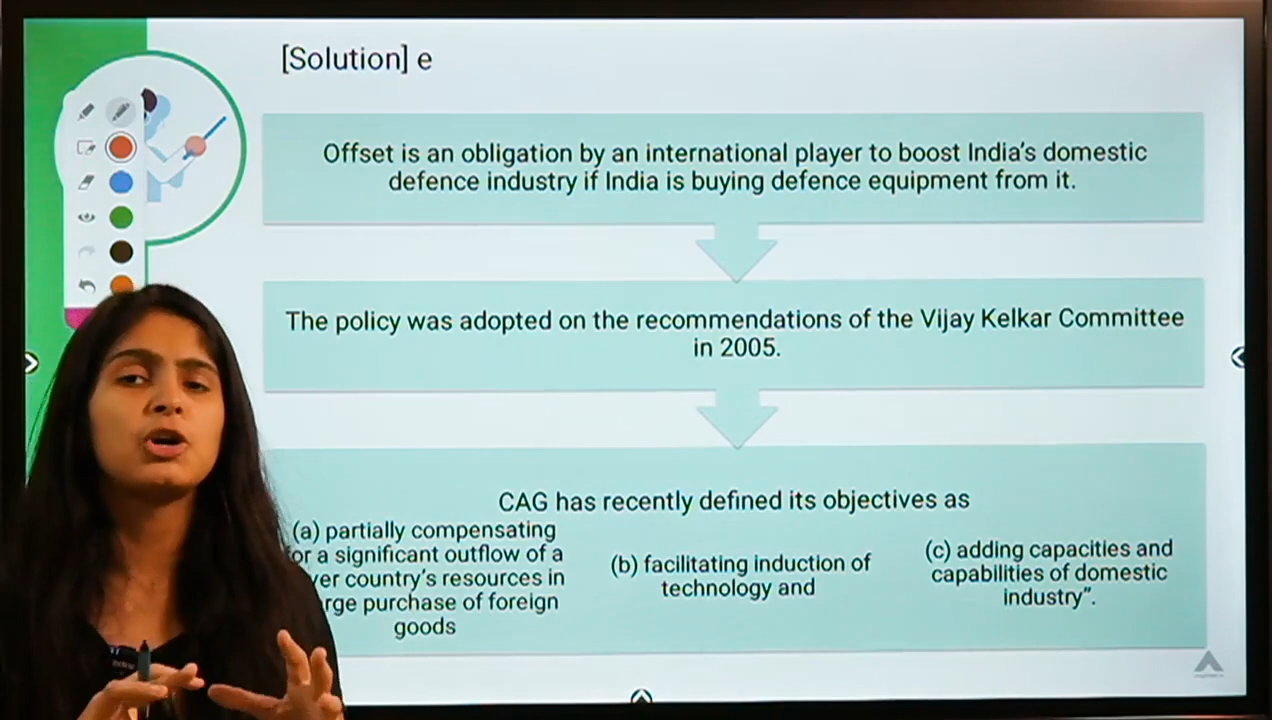 [Solution] e
Offset is an obligation by an international player to boost India's domestic
defence industry if India is buying defence equipment from it.
The policy was adopted on the recommendations of the Vijay Kelkar Committee
in 2005.
CAG has recently defined its objectives as
(a) partially compensating
for a significant outflow of a
country's resources in
purchase of foreign
goods
(b) facilitating induction of
technology and
(c) adding capacities and
capabilities of domestic
industry".